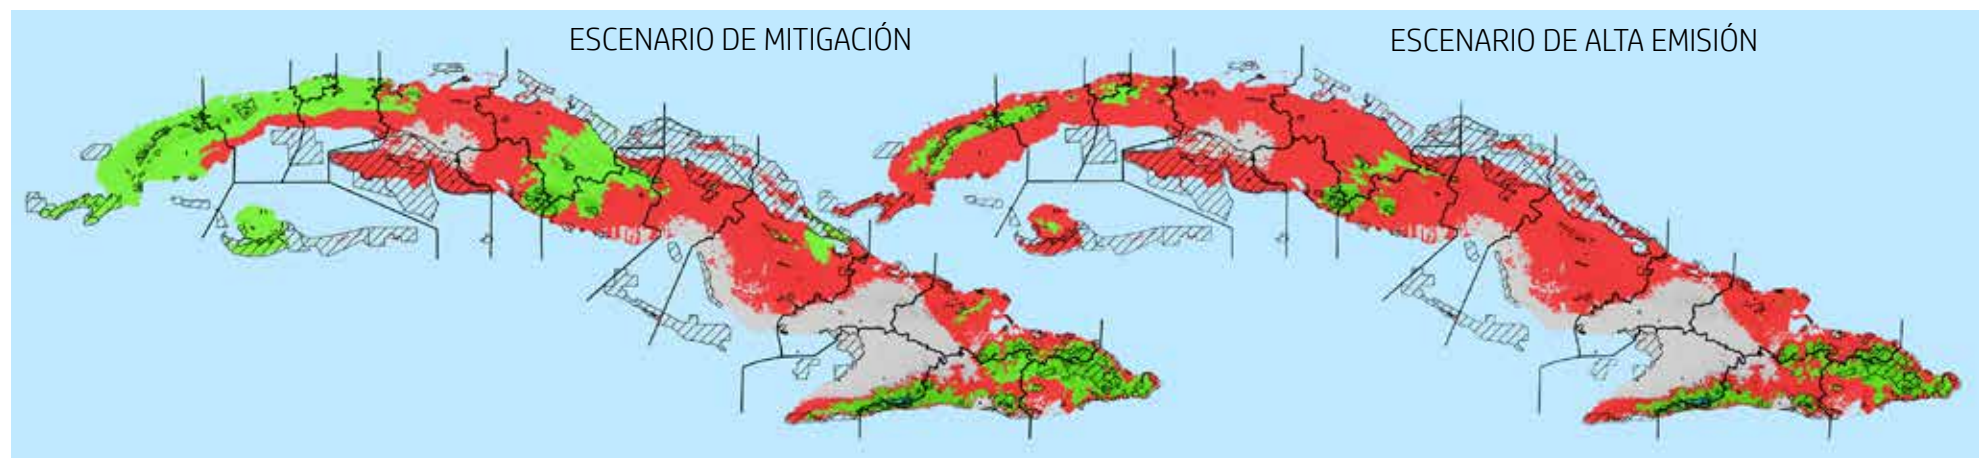 ESCENARIO DE MITIGACIÓN
ESCENARIO DE ALTA EMISIÓN